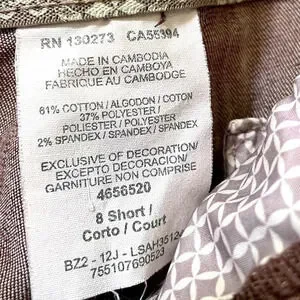 RN 130273 CA55394
MADE IN CAMBODIA
HECHO EN CAMBOYA
FABRIQUE AU CAMBODGE
61% COTTON / ALGODON / COTON
37% POLYESTER /
POLIESTER / POLYESTER
2% SPANDEX / SPANDEX / SPANDEX
EXCLUSIVE OF DECORATION/
EXCEPTO DECORACION/
GARNITURE NON COMPRISE
4656520
8 Short /
Corto / Court
BZ2 - 12J - LSAH35124
755107690523